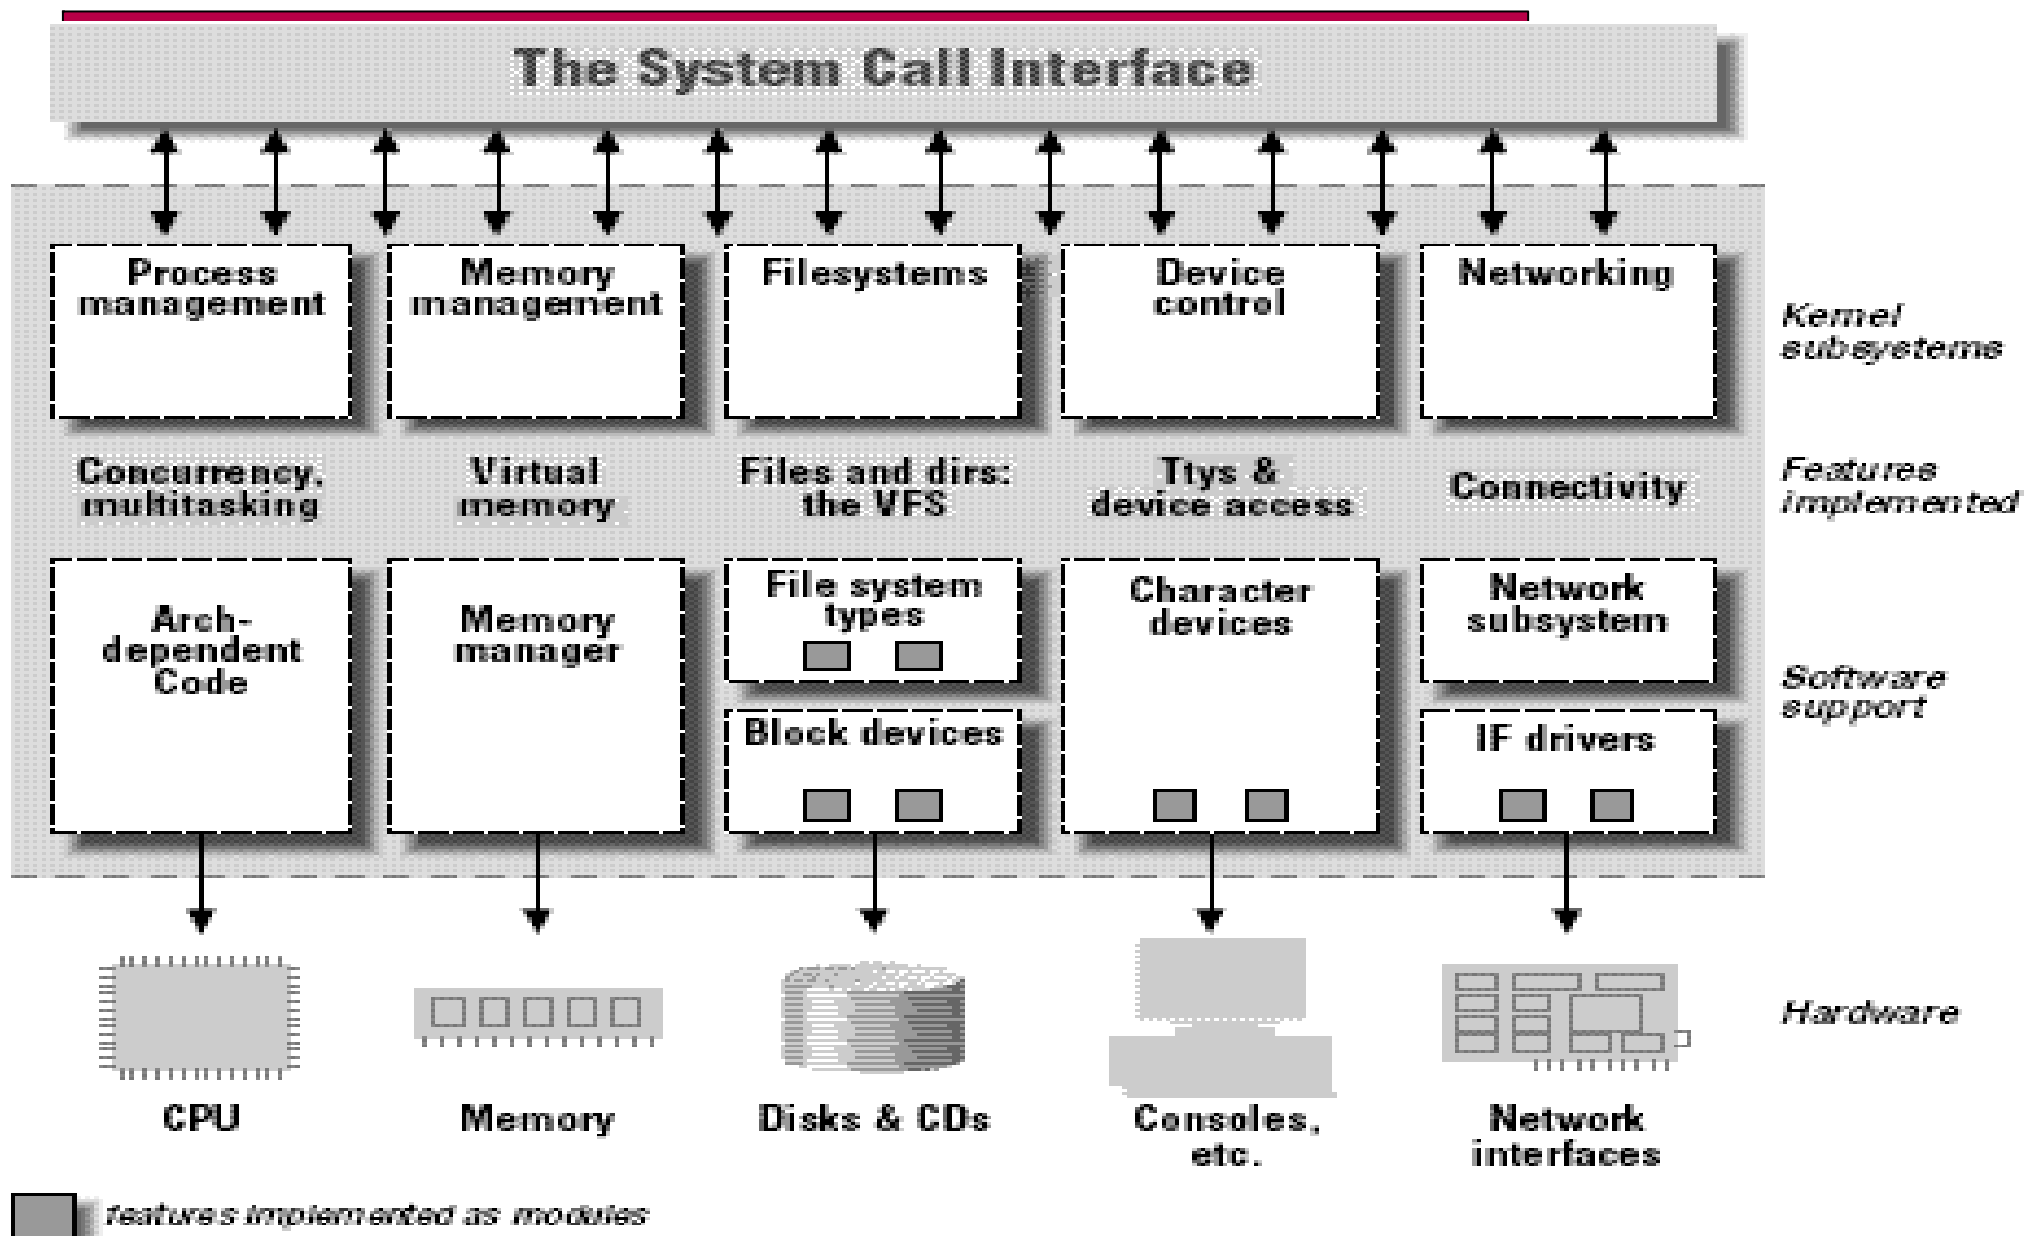 The System Call Interface
Process
management
Memory
management
Filesystems
Device
control
Networking
Kernel
subsystems
Concurrency,
multitasking
Virtual
memory
Files and dirs:
the VFS
Ttys &
device access
Connectivity
Features
implemented
Arch-
dependent
Code
Memory
manager
File system
types
Block devices
Character
devices
Network
subsystem
IF drivers
Software
support
CPU
Memory
Disks & CDs
Consoles,
etc.
Network
interfaces
Hardware
features implemented as modules